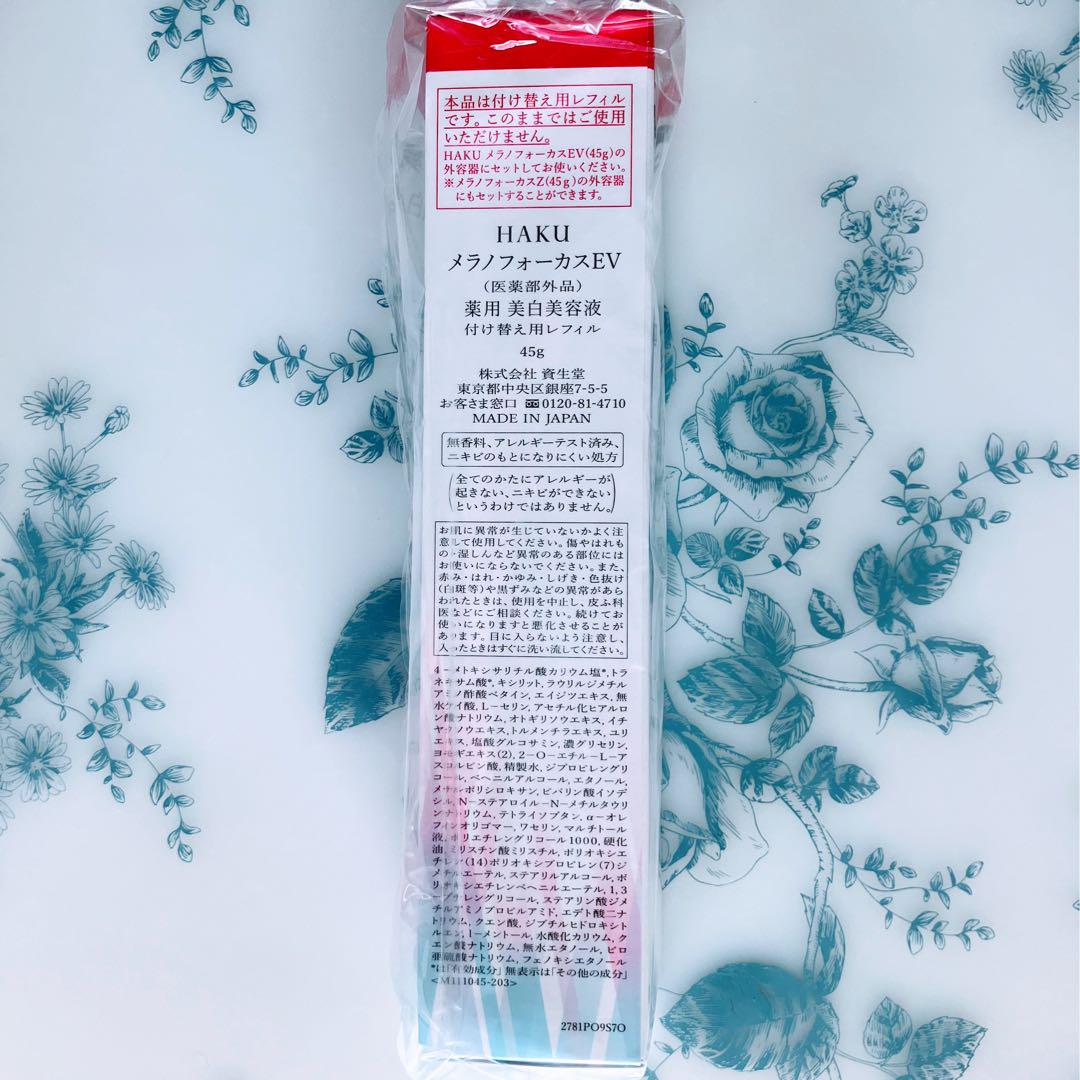 本品は付け替え用レフィル
です。このままではご使用
いただけません。
HAKU メラノフォーカスEV(45g)の
外容器にセットしてお使いください。
※メラノフォーカスZ(45g)の外容器
にもセットすることができます。
HAKU
メラノフォーカスEV
(医薬部外品)
薬用 美白美容液
付け替え用レフィル
45g
株式会社 資生堂
東京都中央区銀座7-5-5
お客さま窓口 0120-81-4710
MADE IN JAPAN
無香料、アレルギーテスト済み、
ニキビのもとになりにくい処方
(全てのかたにアレルギーが
起きない、ニキビができない
というわけではありません。)
お肌に異常が生じていないかよく注
意して使用してください。傷やはれも
の・湿しんなど異常のある部位には
お使いにならないでください。また、
赤み・はれ・かゆみ・しげき・色抜け
(白斑等)や黒ずみなどの異常があら
われたときは、使用を中止し、皮ふ科
医などにご相談ください。続けてお
使いになりますと悪化させることが
あります。目に入らないよう注意し、
入ったときはすぐに洗い流してください。
4-メトキシサリチル酸カリウム塩*, トラ
ネキサム酸*, キシリット, ラウリルジメチル
アミノ酢酸ベタイン, エイジツエキス, 無
水ケイ酸, L-セリン, アセチル化ヒアルロ
ン酸ナトリウム, オトギリソウエキス, イチ
ヤクソウエキス, トルメンチラエキス, ユリ
エキス, 塩酸グルコサミン, 濃グリセリン,
ヨモギエキス(2), 2-O-エチル-L-ア
スコルビン酸, 精製水, ジプロピレングリ
コール, ベヘニルアルコール, エタノール,
メチルポリシロキサン, ピバリン酸イソデ
シル, N-ステアロイル-N-メチルタウリ
ンナトリウム, テトライソブタン, α-オレ
フィンオリゴマー, ワセリン, マルチトール
液, ポリエチレングリコール1000, 硬化
油, ミリスチン酸ミリスチル, ポリオキシエ
チレン(14)ポリオキシプロピレン(7)ジ
メチルエーテル, ステアリルアルコール, ポ
リオキシエチレンベヘニルエーテル, 1,3
-ブチレングリコール, ステアリン酸ジメ
チルアミノプロピルアミド, エデト酸二ナ
トリウム, クエン酸, ジブチルヒドロキシト
ルエン, l-メントール, 水酸化カリウム, ク
エン酸ナトリウム, 無水エタノール, ピロ
亜硫酸ナトリウム, フェノキシエタノール
*は「有効成分」 無表示は「その他の成分」
<M111045-203>
2781PO9S7O